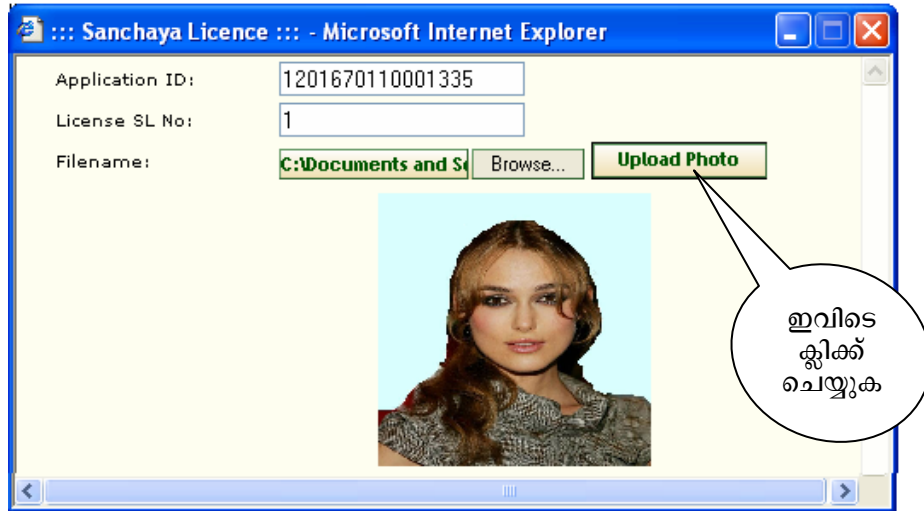 ::: Sanchaya Licence ::: - Microsoft Internet Explorer
Application ID: 1201670110001335
License SL No: 1
Filename: C:\Documents and Se Browse... Upload Photo
ഇവിടെ
ക്ലിക്ക്
ചെയ്യുക